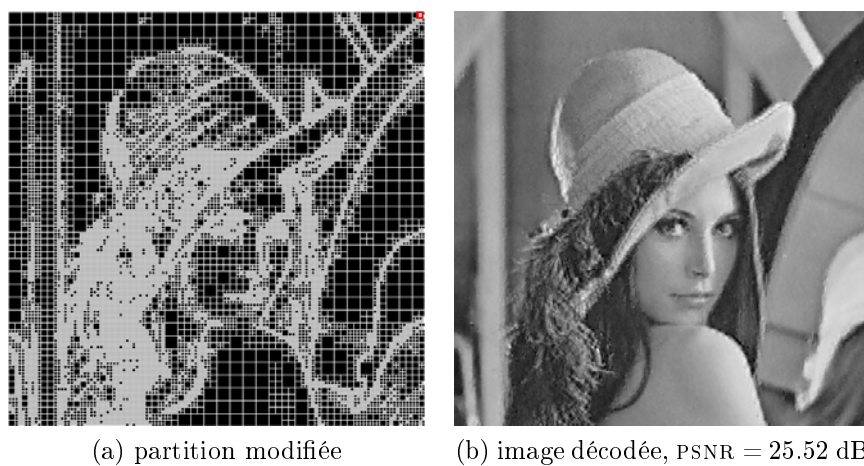 (a) partition modifiée
(b) image décodée, PSNR = 25.52 dB